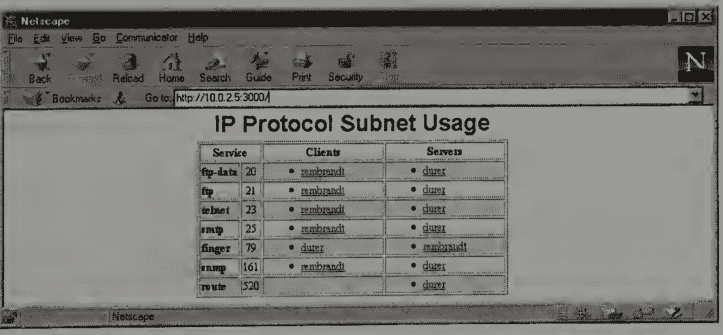 Netscape
File Edit View Go Communicator Help
Back Reload Home Search Guide Print Security
Bookmarks Go to: http://10.0.2.5:3000/
N
IP Protocol Subnet Usage
Service Clients Servers
ftp-data 20 • rembrandt • durer
ftp 21 • rembrandt • durer
telnet 23 • rembrandt • durer
smtp 25 • rembrandt • durer
finger 79 • durer • rembrandt
snmp 161 • rembrandt • durer
route 520 • durer
Netscape